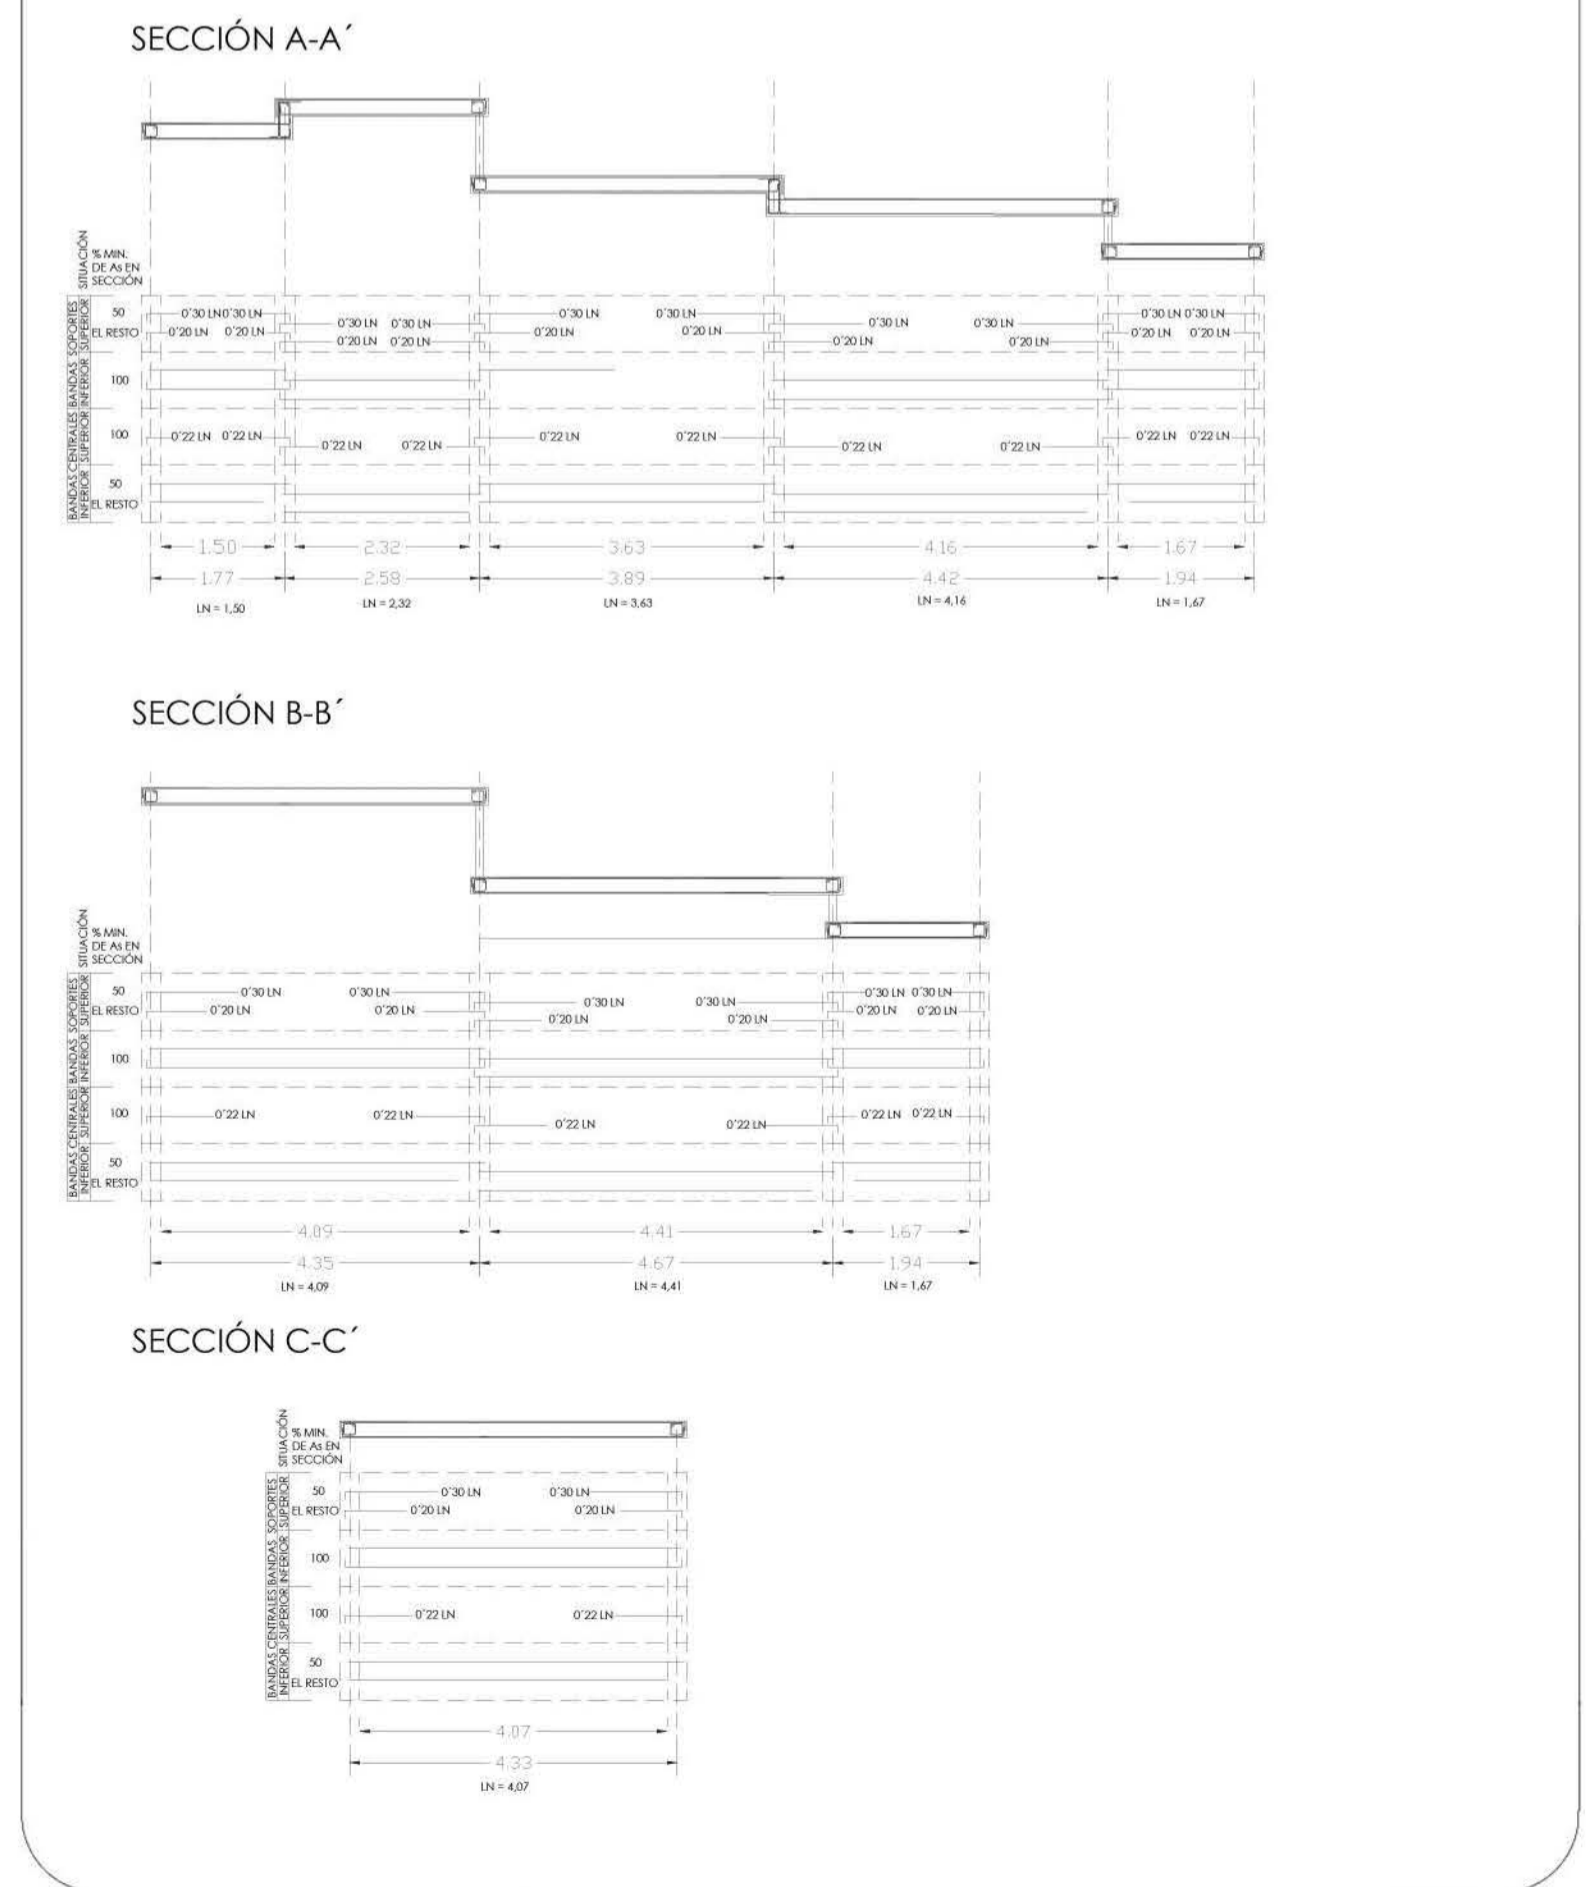 SECCIÓN A-A´
SITUACIÓN
% MIN.
DE As EN
SECCIÓN
BANDAS CENTRALES BANDAS SOPORTES
INFERIOR SUPERIOR INFERIOR SUPERIOR
50 0´30 LN 0´30 LN 0´30 LN 0´30 LN 0´30 LN 0´30 LN 0´30 LN 0´30 LN 0´30 LN 0´30 LN
EL RESTO 0´20 LN 0´20 LN 0´20 LN 0´20 LN 0´20 LN 0´20 LN 0´20 LN 0´20 LN 0´20 LN 0´20 LN
100
100 0´22 LN 0´22 LN 0´22 LN 0´22 LN 0´22 LN 0´22 LN 0´22 LN 0´22 LN 0´22 LN 0´22 LN
50
EL RESTO
1.50 2.32 3.63 4.16 1.67
1.77 2.58 3.89 4.42 1.94
LN = 1,50 LN = 2,32 LN = 3,63 LN = 4,16 LN = 1,67
SECCIÓN B-B´
SITUACIÓN
% MIN.
DE As EN
SECCIÓN
BANDAS CENTRALES BANDAS SOPORTES
INFERIOR SUPERIOR INFERIOR SUPERIOR
50 0´30 LN 0´30 LN 0´30 LN 0´30 LN 0´30 LN 0´30 LN
EL RESTO 0´20 LN 0´20 LN 0´20 LN 0´20 LN 0´20 LN 0´20 LN
100
100 0´22 LN 0´22 LN 0´22 LN 0´22 LN 0´22 LN 0´22 LN
50
EL RESTO
4.09 4.41 1.67
4.35 4.67 1.94
LN = 4,09 LN = 4,41 LN = 1,67
SECCIÓN C-C´
SITUACIÓN
% MIN.
DE As EN
SECCIÓN
BANDAS CENTRALES BANDAS SOPORTES
INFERIOR SUPERIOR INFERIOR SUPERIOR
50 0´30 LN 0´30 LN
EL RESTO 0´20 LN 0´20 LN
100
100 0´22 LN 0´22 LN
50
EL RESTO
4.07
4.33
LN = 4,07